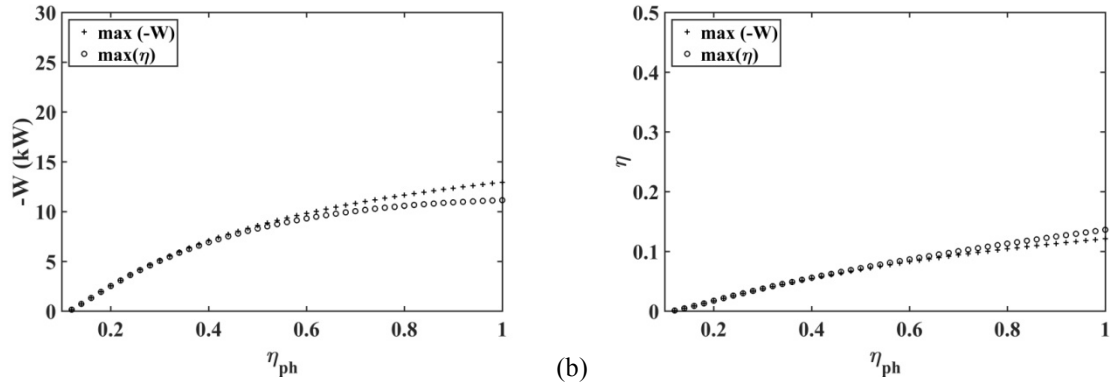 30
25
20
15
10
5
0
-W (kW)
+ max (-W)
○ max(η)
0.2 0.4 0.6 0.8 1
ηph
(b)
0.5
0.4
0.3
0.2
0.1
0
η
+ max (-W)
○ max(η)
0.2 0.4 0.6 0.8 1
ηph